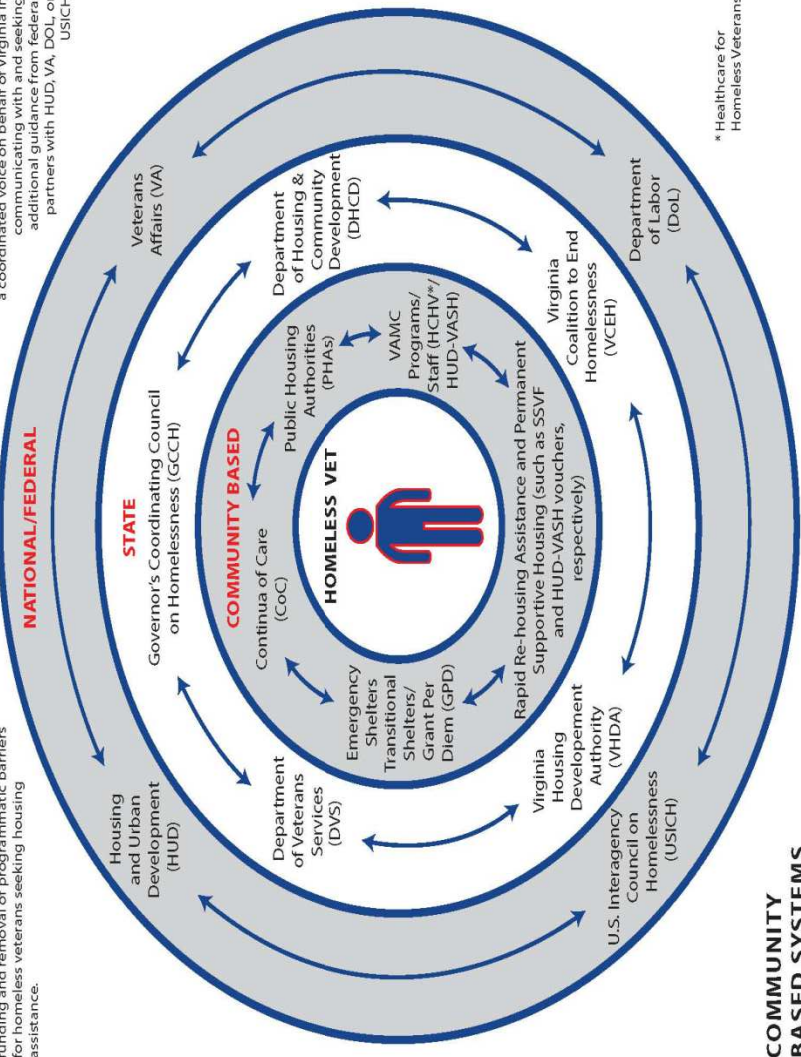 funding and removal of programmatic barriers
for homeless veterans seeking housing
assistance.
a coordinated voice on behalf of Virginia in
communicating with and seeking
additional guidance from federal
partners with HUD, VA, DOL, or
USICH
NATIONAL/FEDERAL
Housing
and Urban
Development
(HUD)
Veterans
Affairs (VA)
STATE
Governor's Coordinating Council
on Homelessness (GCCH)
Department
of Veterans
Services
(DVS)
Department
of Housing &
Community
Development
(DHCD)
COMMUNITY BASED
Continua of Care
(CoC)
Public Housing
Authorities
(PHAs)
HOMELESS VET
Emergency
Shelters
Transitional
Shelters/
Grant Per
Diem (GPD)
VAMC
Programs/
Staff (HCHV*/
HUD-VASH)
Rapid Re-housing Assistance and Permanent
Supportive Housing (such as SSVF
and HUD-VASH vouchers,
respectively)
Virginia
Housing
Developement
Authority
(VHDA)
Virginia
Coalition to End
Homelessness
(VCEH)
U.S. Interagency
Council on
Homelessness
(USICH)
Department
of Labor
(DoL)
* Healthcare for
Homeless Veterans
COMMUNITY
BASED SYSTEMS